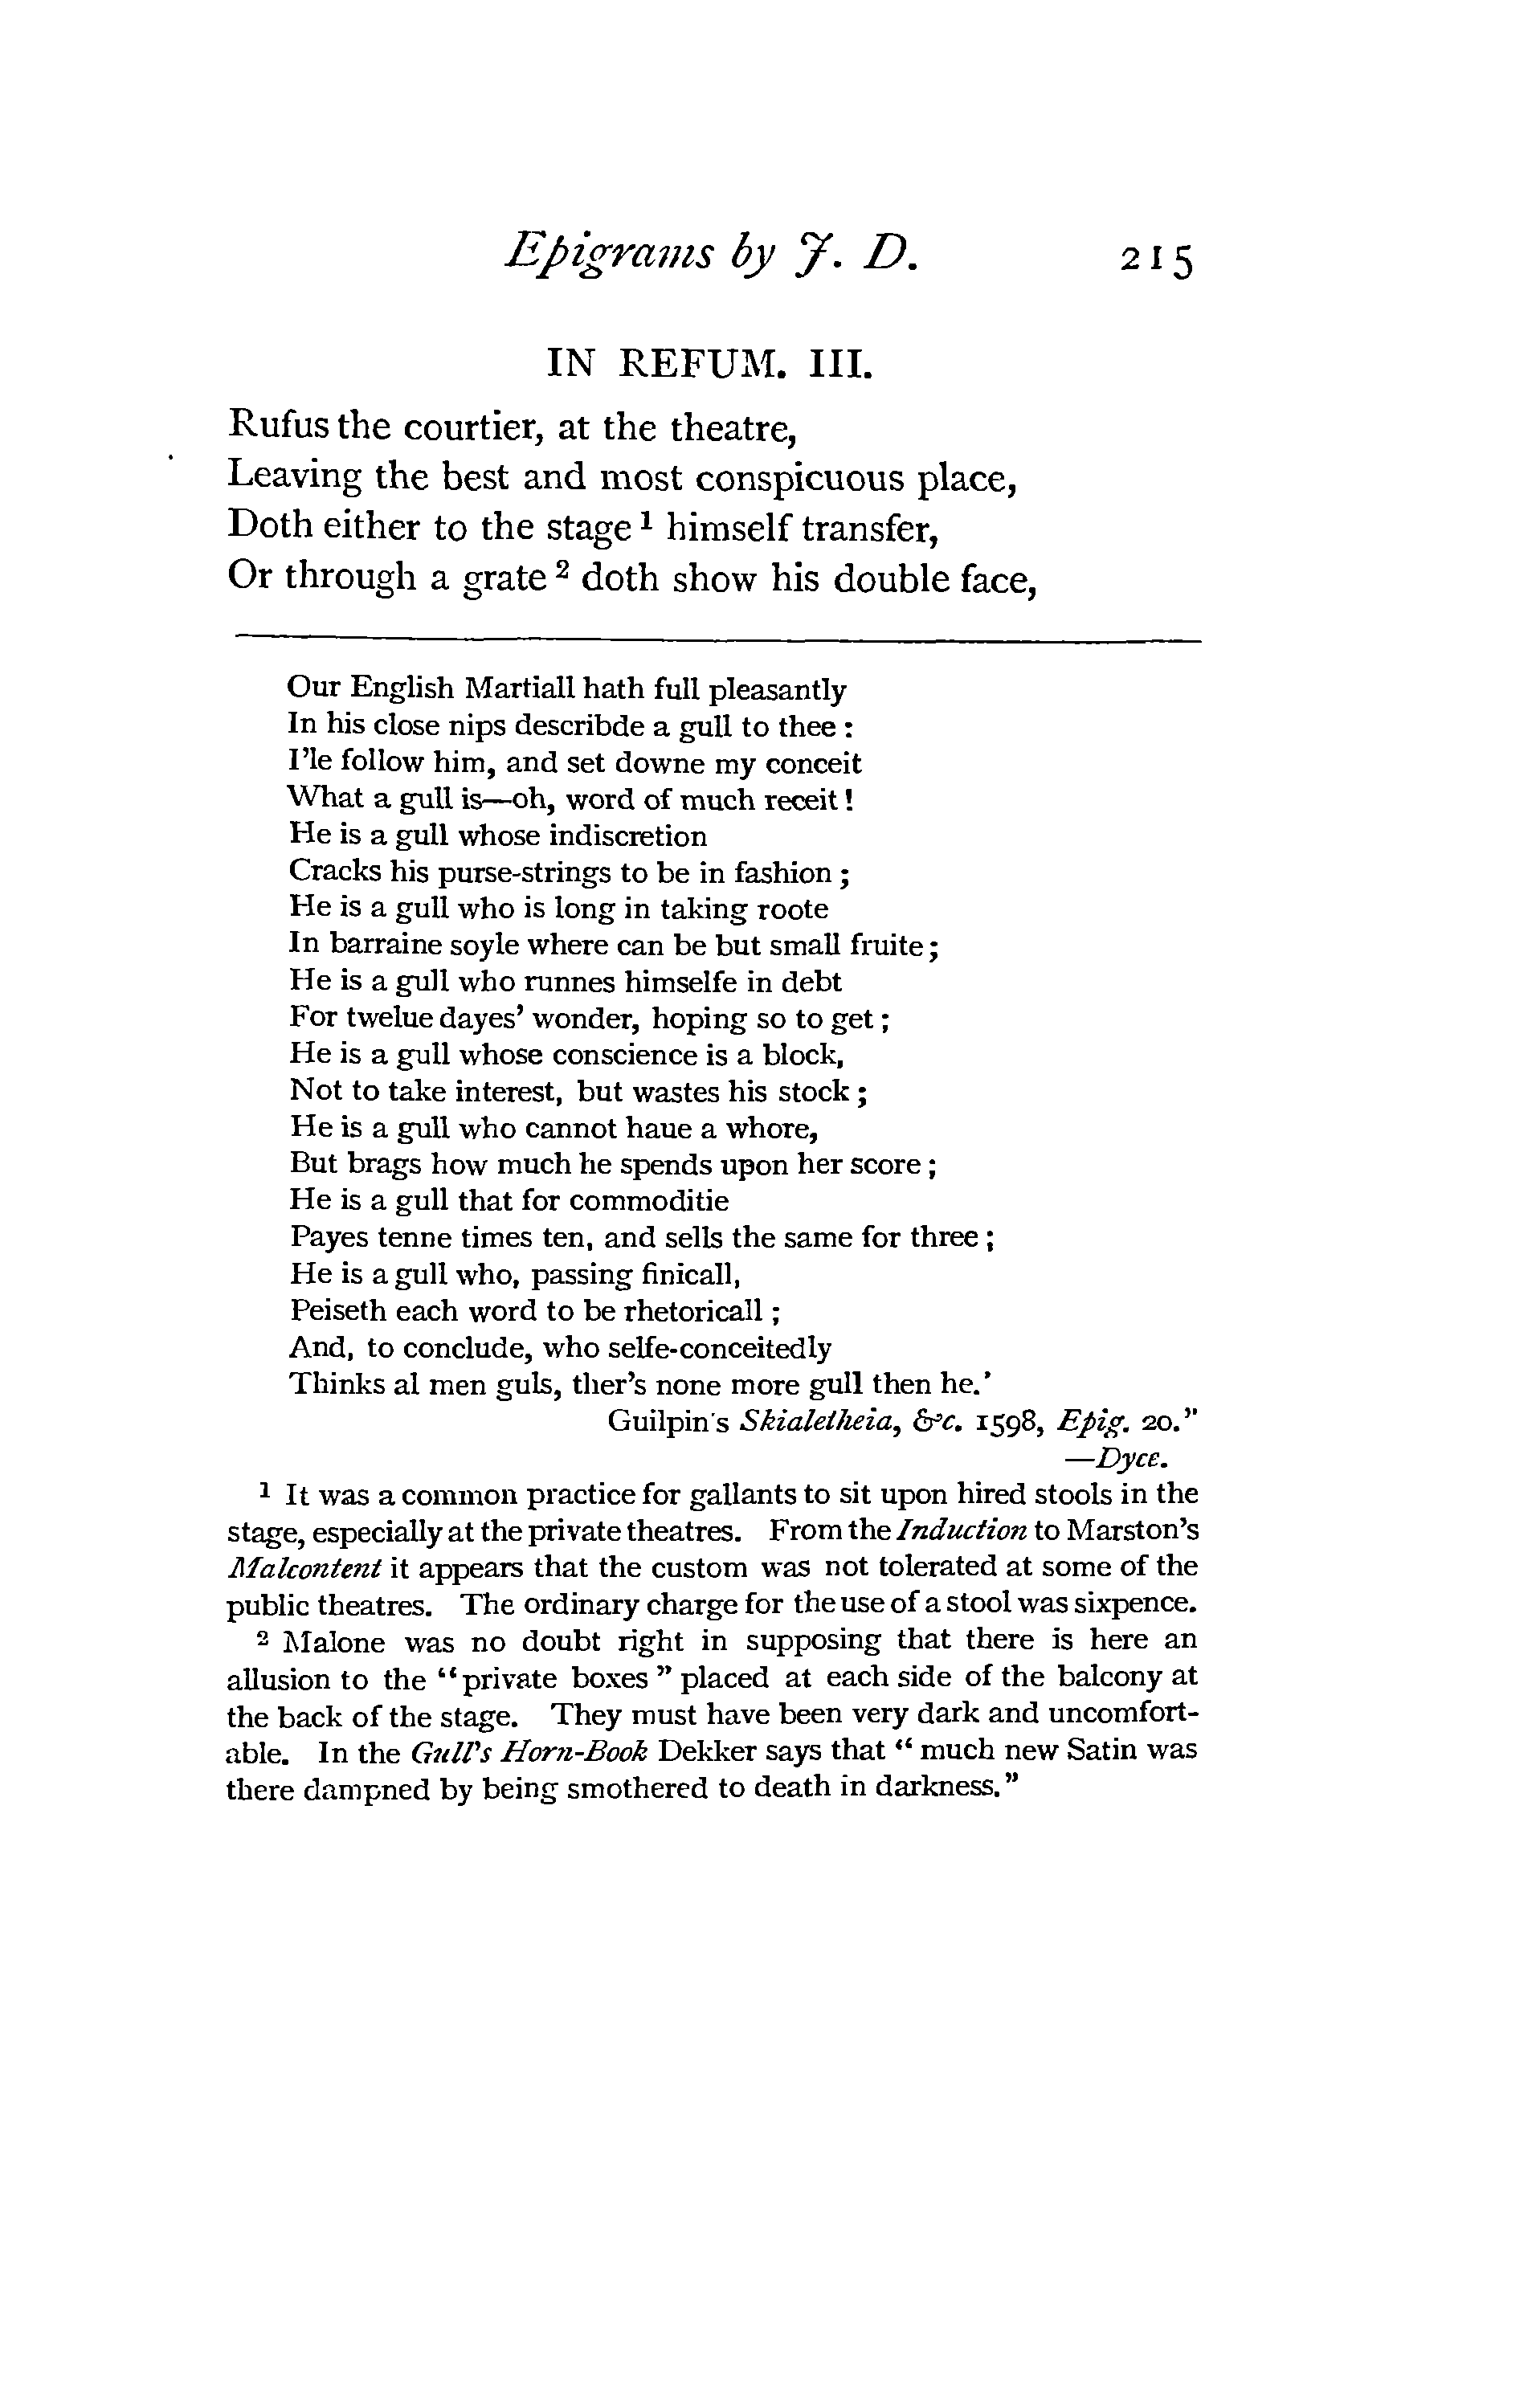 Epigrams by J. D. 215
IN REFUM. III.
Rufus the courtier, at the theatre,
Leaving the best and most conspicuous place,
Doth either to the stage ¹ himself transfer,
Or through a grate ² doth show his double face,
Our English Martiall hath full pleasantly
In his close nips describde a gull to thee :
I'le follow him, and set downe my conceit
What a gull is—oh, word of much receit !
He is a gull whose indiscretion
Cracks his purse-strings to be in fashion ;
He is a gull who is long in taking roote
In barraine soyle where can be but small fruite ;
He is a gull who runnes himselfe in debt
For twelue dayes' wonder, hoping so to get ;
He is a gull whose conscience is a block,
Not to take interest, but wastes his stock ;
He is a gull who cannot haue a whore,
But brags how much he spends upon her score ;
He is a gull that for commoditie
Payes tenne times ten, and sells the same for three ;
He is a gull who, passing finicall,
Peiseth each word to be rhetoricall ;
And, to conclude, who selfe-conceitedly
Thinks al men guls, ther's none more gull then he.'
Guilpin's Skialetheia, &c. 1598, Epig. 20."
—Dyce.
¹ It was a common practice for gallants to sit upon hired stools in the
stage, especially at the private theatres. From the Induction to Marston's
Malcontent it appears that the custom was not tolerated at some of the
public theatres. The ordinary charge for the use of a stool was sixpence.
² Malone was no doubt right in supposing that there is here an
allusion to the "private boxes" placed at each side of the balcony at
the back of the stage. They must have been very dark and uncomfort-
able. In the Gull's Horn-Book Dekker says that "much new Satin was
there dampned by being smothered to death in darkness."